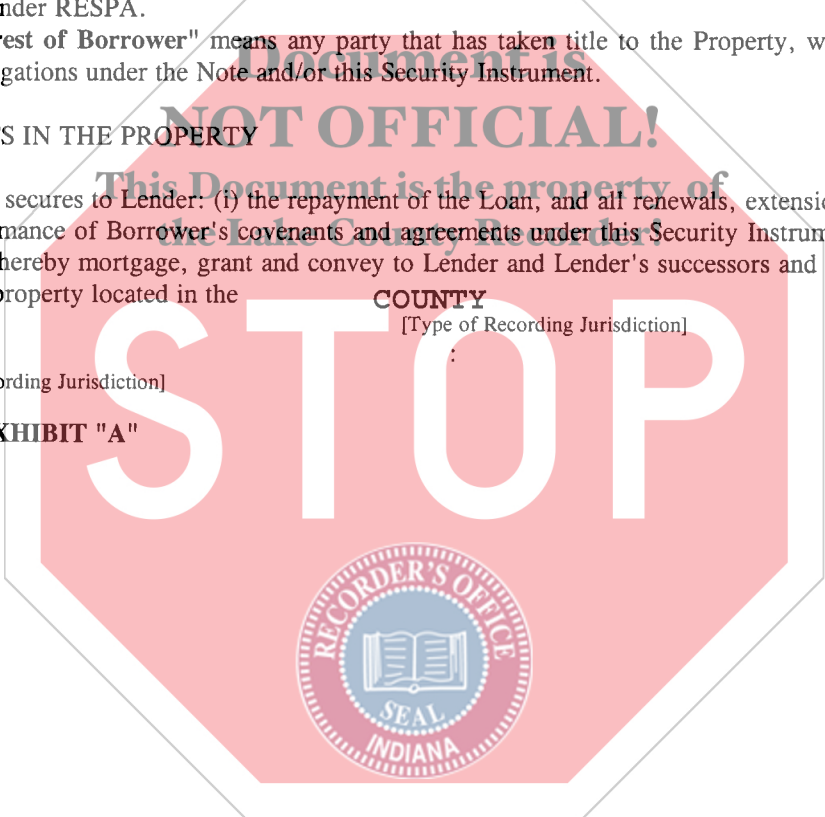 nder RESPA.
rest of Borrower" means any party that has taken title to the Property, w
gations under the Note and/or this Security Instrument.
Document is
NOT OFFICIAL!
S IN THE PROPERTY
This Document is the property of
the Lake County Recorder!
secures to Lender: (i) the repayment of the Loan, and all renewals, extensi
mance of Borrower's covenants and agreements under this Security Instrum
hereby mortgage, grant and convey to Lender and Lender's successors and
property located in the COUNTY
[Type of Recording Jurisdiction]
:
ording Jurisdiction]
XHIBIT "A"
STOP
RECORDER'S OFFICE
SEAL
INDIANA